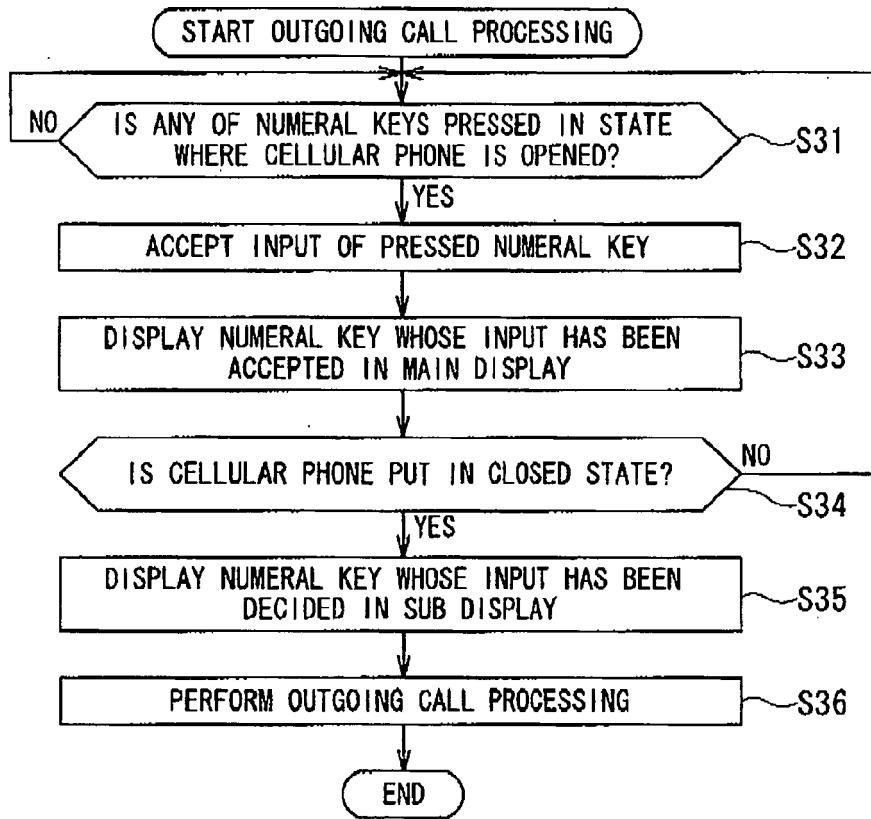 START OUTGOING CALL PROCESSING
NO
IS ANY OF NUMERAL KEYS PRESSED IN STATE
WHERE CELLULAR PHONE IS OPENED?
S31
YES
ACCEPT INPUT OF PRESSED NUMERAL KEY
S32
DISPLAY NUMERAL KEY WHOSE INPUT HAS BEEN
ACCEPTED IN MAIN DISPLAY
S33
IS CELLULAR PHONE PUT IN CLOSED STATE?
NO
S34
YES
DISPLAY NUMERAL KEY WHOSE INPUT HAS BEEN
DECIDED IN SUB DISPLAY
S35
PERFORM OUTGOING CALL PROCESSING
S36
END